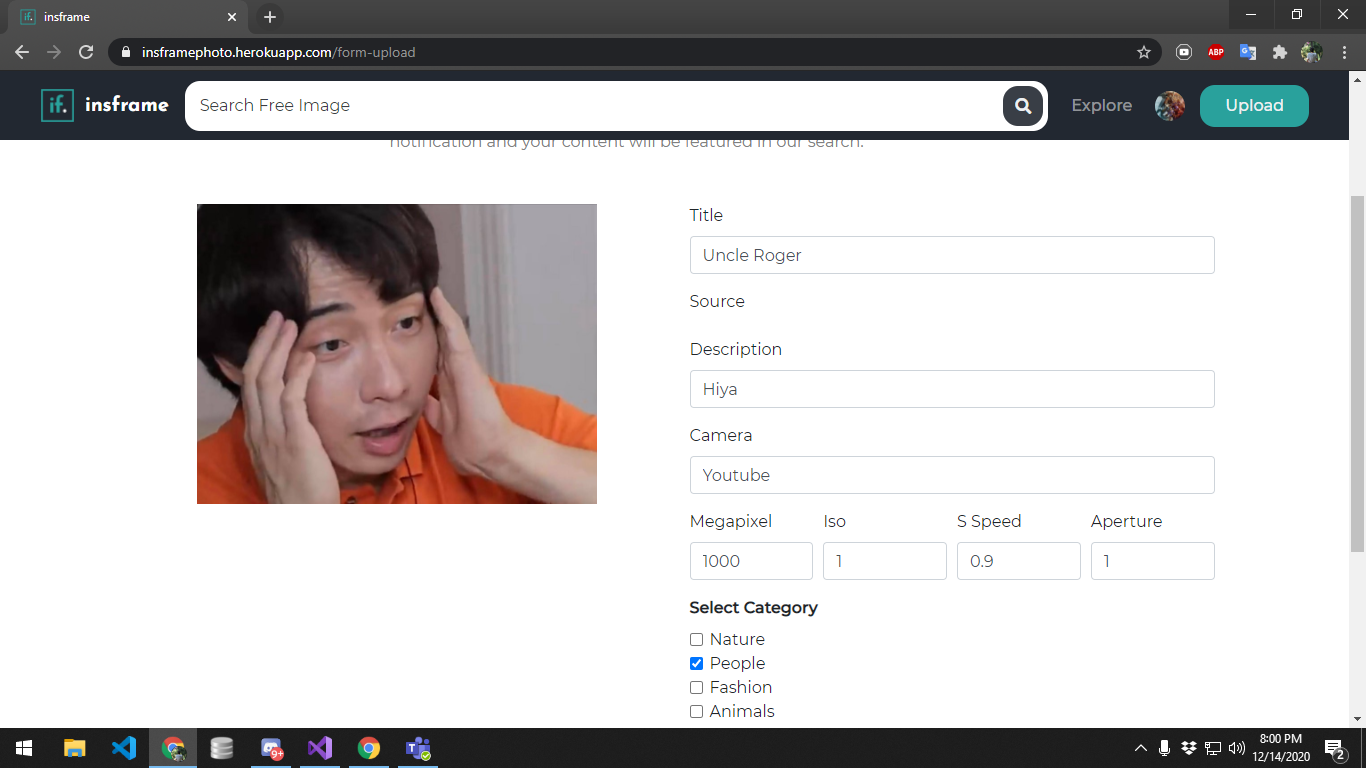 insframe
insframephoto.herokuapp.com/form-upload
ABP
if. insframe
Search Free Image
Explore
Upload
notification and your content will be featured in our search.
Title
Uncle Roger
Source
Description
Hiya
Camera
Youtube
Megapixel Iso S Speed Aperture
1000 1 0.9 1
Select Category
Nature
People
Fashion
Animals
9+
8:00 PM
12/14/2020
2